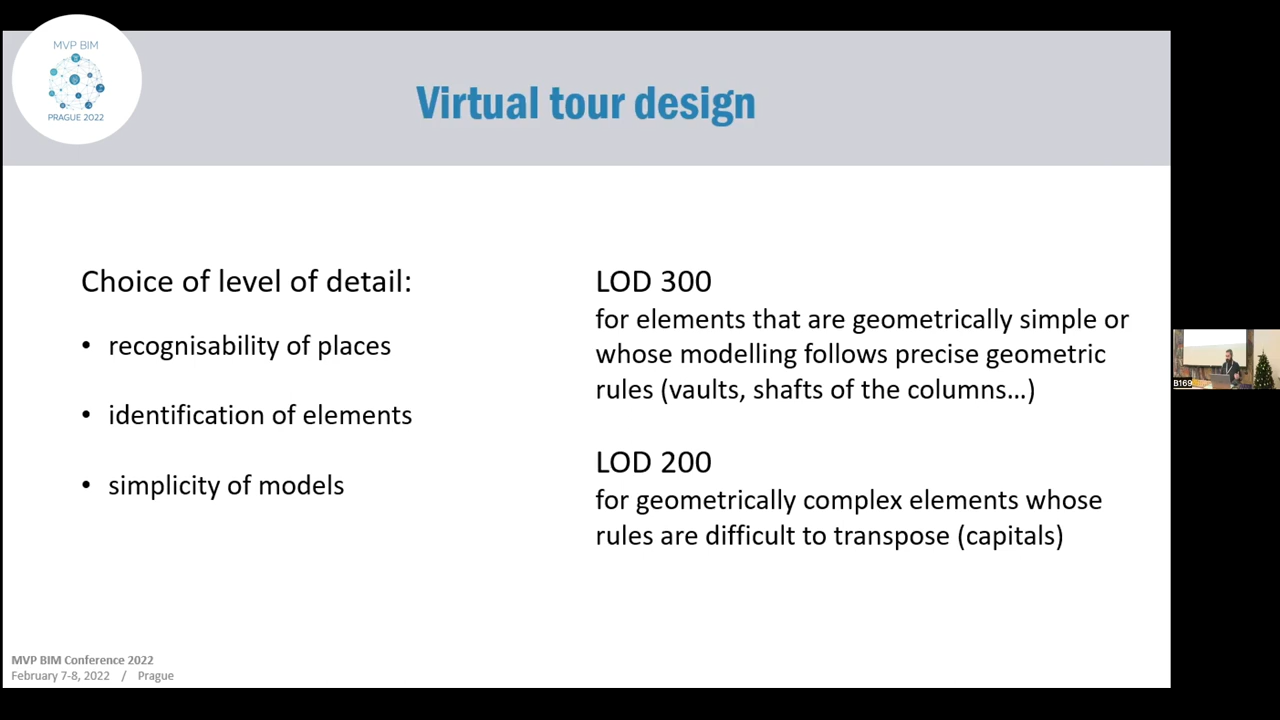 MVP BIM
PRAGUE 2022
Virtual tour design
Choice of level of detail:
• recognisability of places
• identification of elements
• simplicity of models
LOD 300
for elements that are geometrically simple or
whose modelling follows precise geometric
rules (vaults, shafts of the columns...)
LOD 200
for geometrically complex elements whose
rules are difficult to transpose (capitals)
B169
MVP BIM Conference 2022
February 7-8, 2022 / Prague